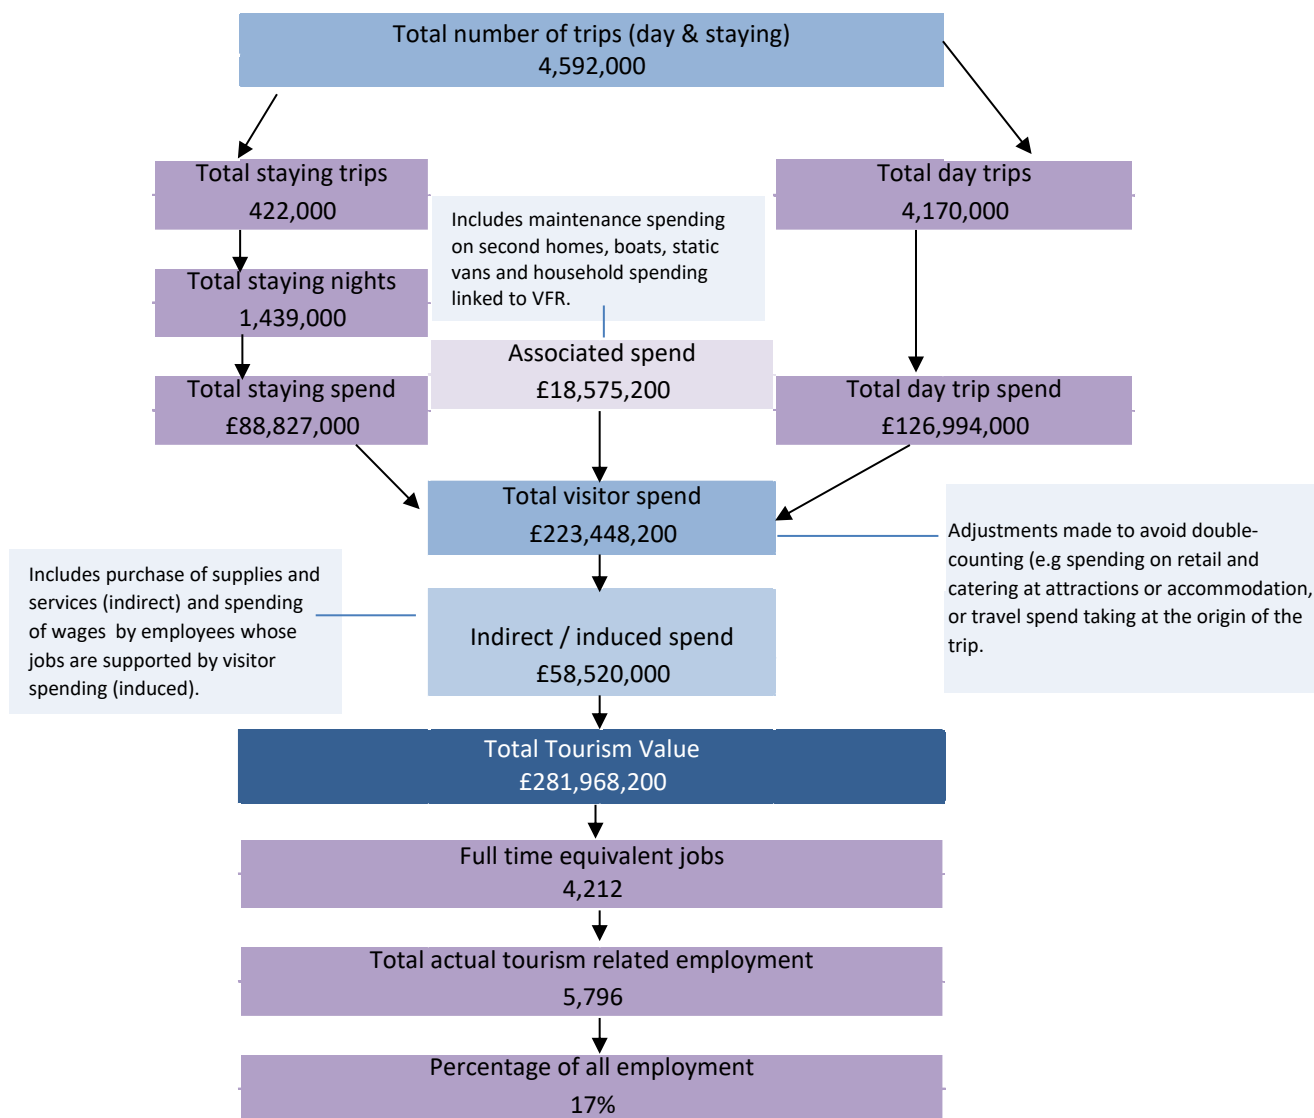 Total number of trips (day & staying)
4,592,000
Total staying trips
422,000
Total day trips
4,170,000
Includes maintenance spending
on second homes, boats, static
vans and household spending
linked to VFR.
Total staying nights
1,439,000
Associated spend
£18,575,200
Total staying spend
£88,827,000
Total day trip spend
£126,994,000
Total visitor spend
£223,448,200
Adjustments made to avoid double-
counting (e.g spending on retail and
catering at attractions or accommodation,
or travel spend taking at the origin of the
trip.
Includes purchase of supplies and
services (indirect) and spending
of wages by employees whose
jobs are supported by visitor
spending (induced).
Indirect / induced spend
£58,520,000
Total Tourism Value
£281,968,200
Full time equivalent jobs
4,212
Total actual tourism related employment
5,796
Percentage of all employment
17%